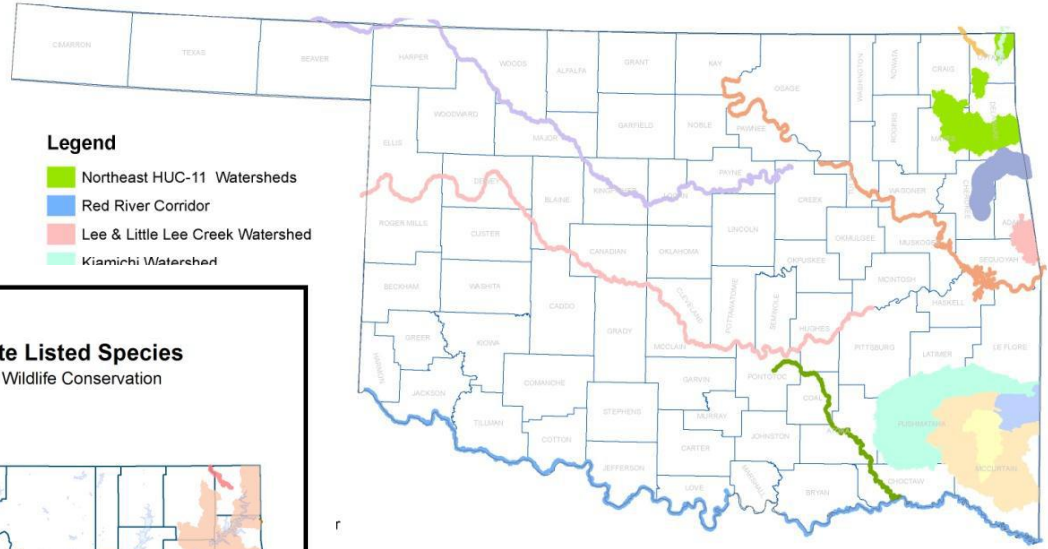 CIMARRON
TEXAS
BEAVER
HARPER
WOODS
ALFALFA
GRANT
KAY
OSAGE
WASHINGTON
NOWATA
CRAIG
WOODWARD
ELLIS
MAJOR
GARFIELD
NOBLE
PAWNEE
ROGERS
DEWEY
BLAINE
KINGFISHER
LOGAN
PAYNE
CREEK
WAGONER
CHEROKEE
ROGER MILLS
CUSTER
CANADIAN
OKLAHOMA
LINCOLN
OKMULGEE
MUSKOGEE
SEQUOYAH
BECKHAM
WASHITA
CADDO
GRADY
CLEVELAND
POTTAWATOMIE
SEMINOLE
OKFUSKEE
MCINTOSH
HASKELL
GREER
KIOWA
MCCLAIN
HUGHES
PITTSBURG
LATIMER
LE FLORE
HARMON
JACKSON
COMANCHE
GARVIN
PONTOTOC
COAL
PUSHMATAHA
TILLMAN
COTTON
STEPHENS
MURRAY
CARTER
JOHNSTON
MCCURTAIN
JEFFERSON
LOVE
MARSHALL
BRYAN
CHOCTAW
Legend
Northeast HUC-11 Watersheds
Red River Corridor
Lee & Little Lee Creek Watershed
Kiamichi Watershed
te Listed Species
Wildlife Conservation
r